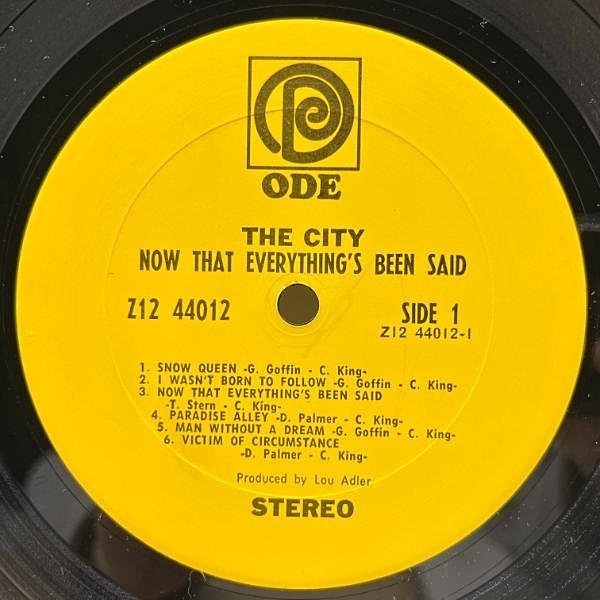 ODE
THE CITY
NOW THAT EVERYTHING'S BEEN SAID
Z12 44012
SIDE 1
Z12 44012-1
1. SNOW QUEEN -G. Goffin - C. King-
2. I WASN'T BORN TO FOLLOW -G. Goffin - C. King-
3. NOW THAT EVERYTHING'S BEEN SAID
-T. Stern - C. King-
4. PARADISE ALLEY -D. Palmer - C. King-
5. MAN WITHOUT A DREAM -G. Goffin - C. King-
6. VICTIM OF CIRCUMSTANCE
-D. Palmer - C. King-
Produced by Lou Adler
STEREO